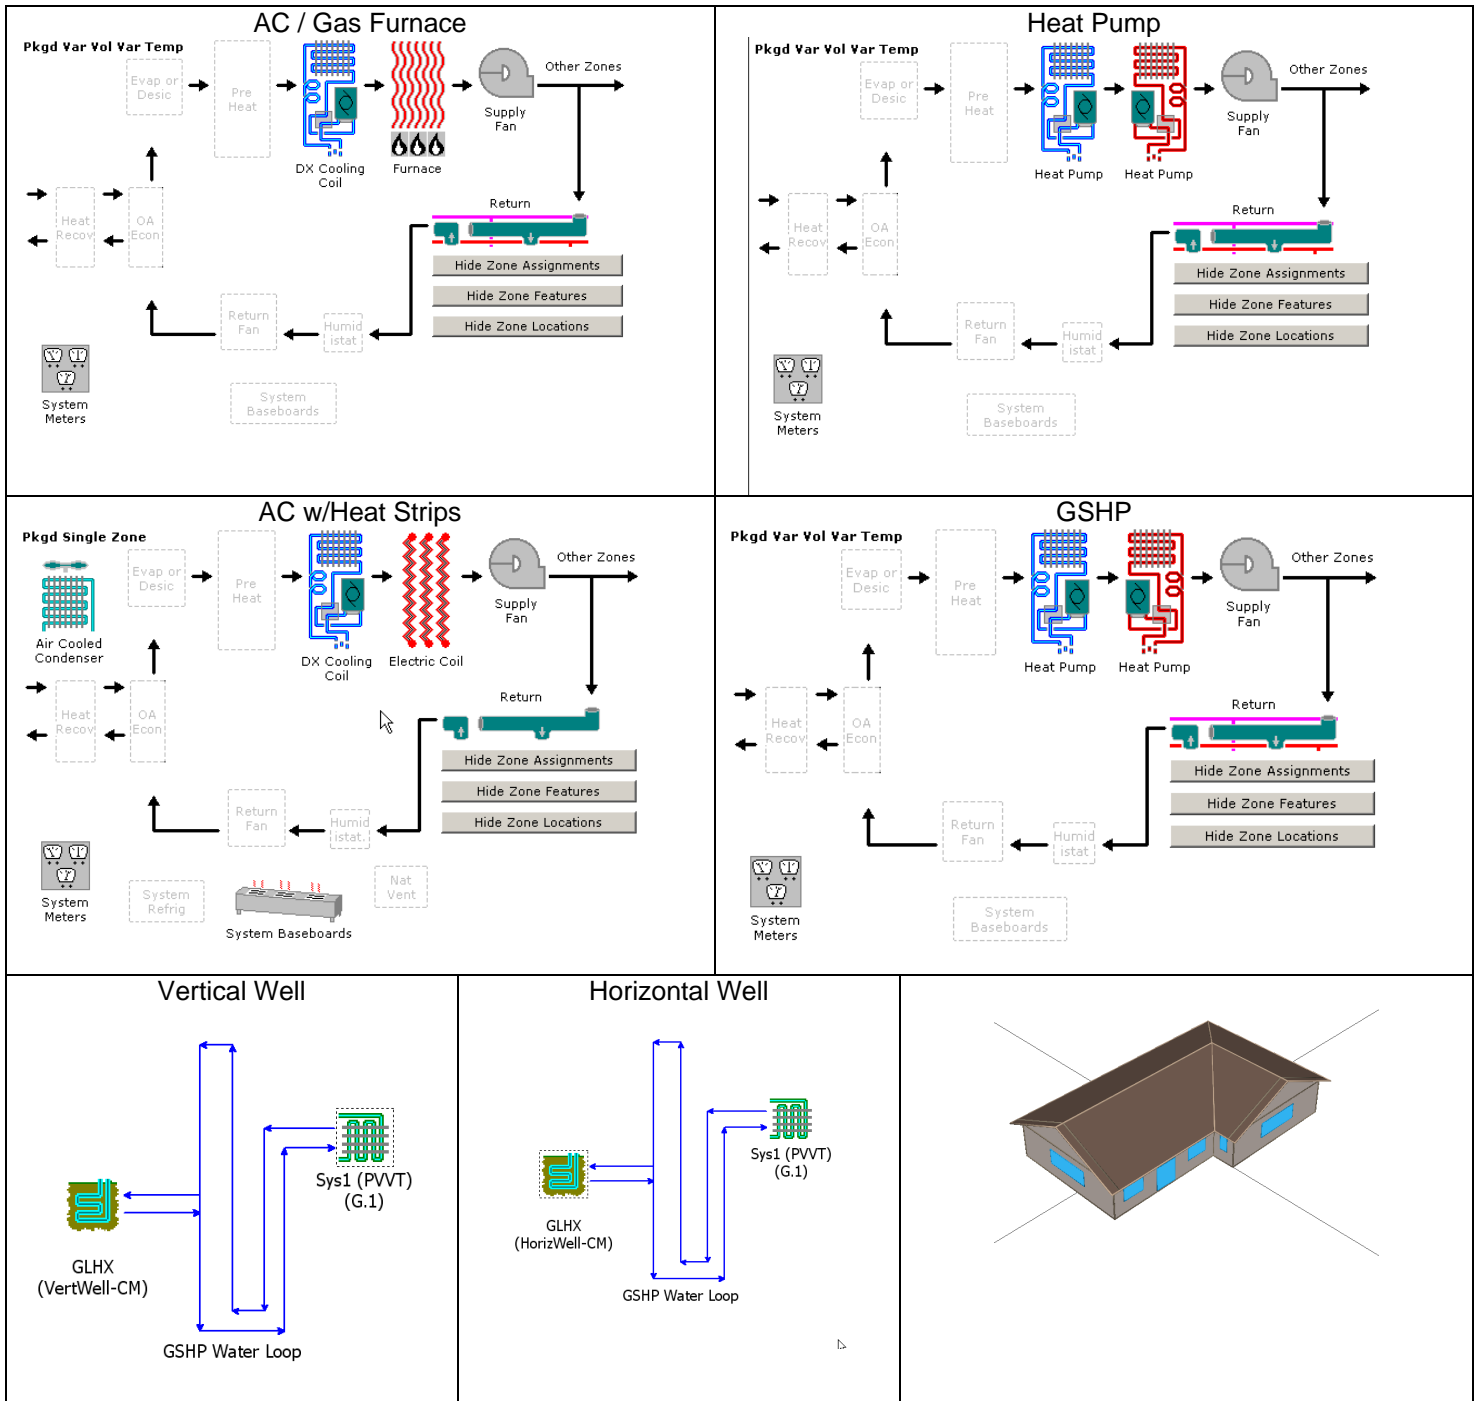 AC / Gas Furnace
Pkgd Var Vol Var Temp
Evap or
Desic
Pre
Heat
DX Cooling
Coil
Furnace
Supply
Fan
Other Zones
Heat
Recov
OA
Econ
Return
Hide Zone Assignments
Hide Zone Features
Hide Zone Locations
Return
Fan
Humid
istat
System
Meters
System
Baseboards
Heat Pump
Pkgd Var Vol Var Temp
Evap or
Desic
Pre
Heat
Heat Pump
Heat Pump
Supply
Fan
Other Zones
Heat
Recov
OA
Econ
Return
Hide Zone Assignments
Hide Zone Features
Hide Zone Locations
Return
Fan
Humid
istat
System
Meters
System
Baseboards
AC w/Heat Strips
Pkgd Single Zone
Air Cooled
Condenser
Evap or
Desic
Pre
Heat
DX Cooling
Coil
Electric Coil
Supply
Fan
Other Zones
Heat
Recov
OA
Econ
Return
Hide Zone Assignments
Hide Zone Features
Hide Zone Locations
Return
Fan
Humid
istat.
System
Meters
System
Refrig
System Baseboards
Nat
Vent
GSHP
Pkgd Var Vol Var Temp
Evap or
Desic
Pre
Heat
Heat Pump
Heat Pump
Supply
Fan
Other Zones
Heat
Recov
OA
Econ
Return
Hide Zone Assignments
Hide Zone Features
Hide Zone Locations
Return
Fan
Humid
istat
System
Meters
System
Baseboards
Vertical Well
Sys1 (PVVT)
(G.1)
GLHX
(VertWell-CM)
GSHP Water Loop
Horizontal Well
Sys1 (PVVT)
(G.1)
GLHX
(HorizWell-CM)
GSHP Water Loop